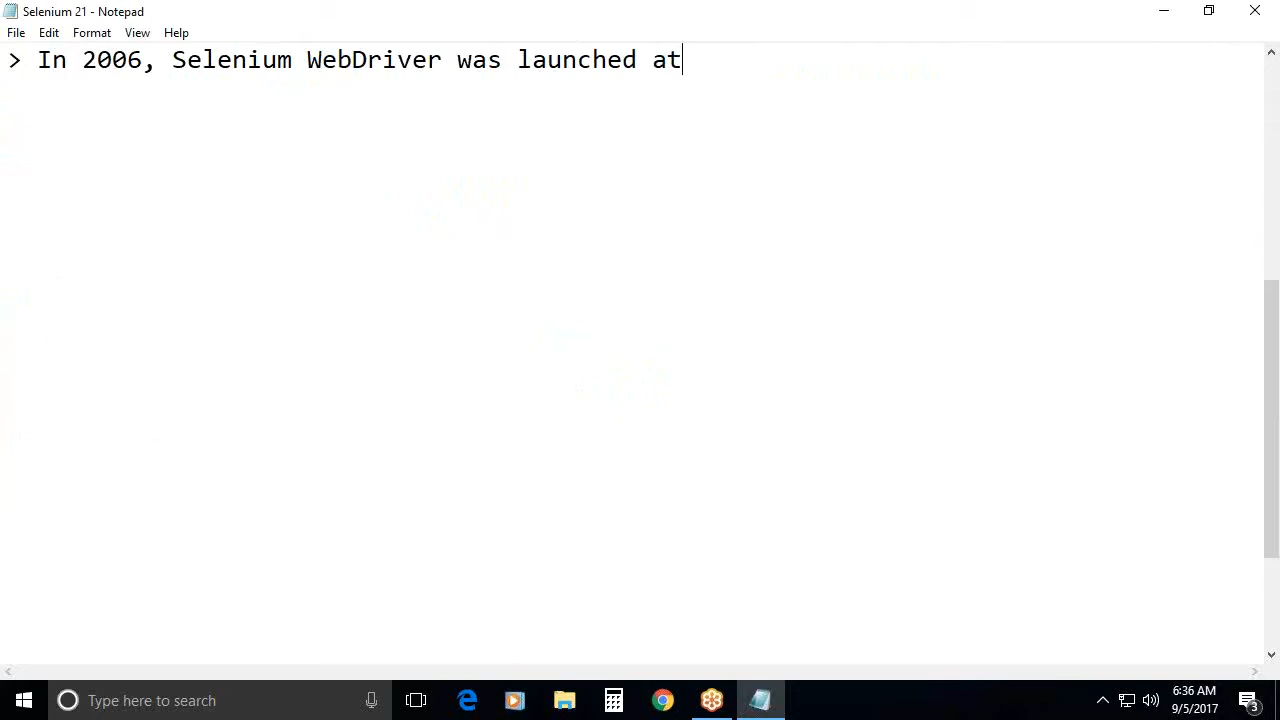 Selenium 21 - Notepad
File Edit Format View Help
> In 2006, Selenium WebDriver was launched at
Type here to search
6:36 AM
9/5/2017
3